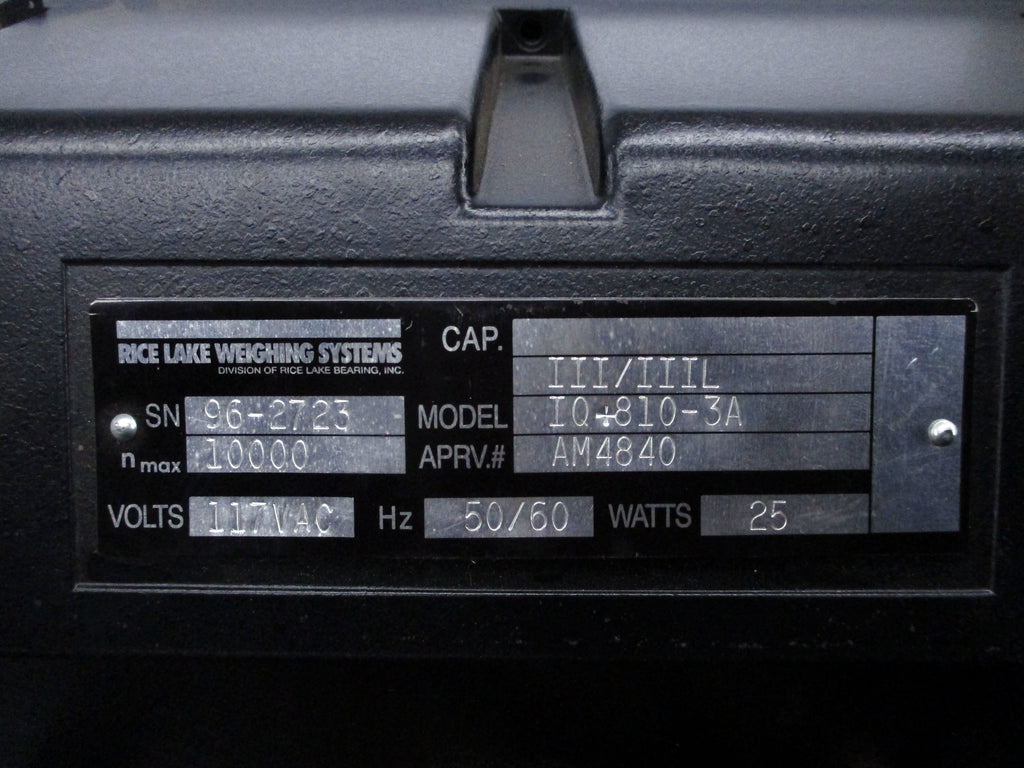 RICE LAKE WEIGHING SYSTEMS
DIVISION OF RICE LAKE BEARING, INC.
CAP.
III/IIIL
SN 96-2723 MODEL IQ+810-3A
nmax 10000 APRV.# AM4840
VOLTS 117VAC Hz 50/60 WATTS 25